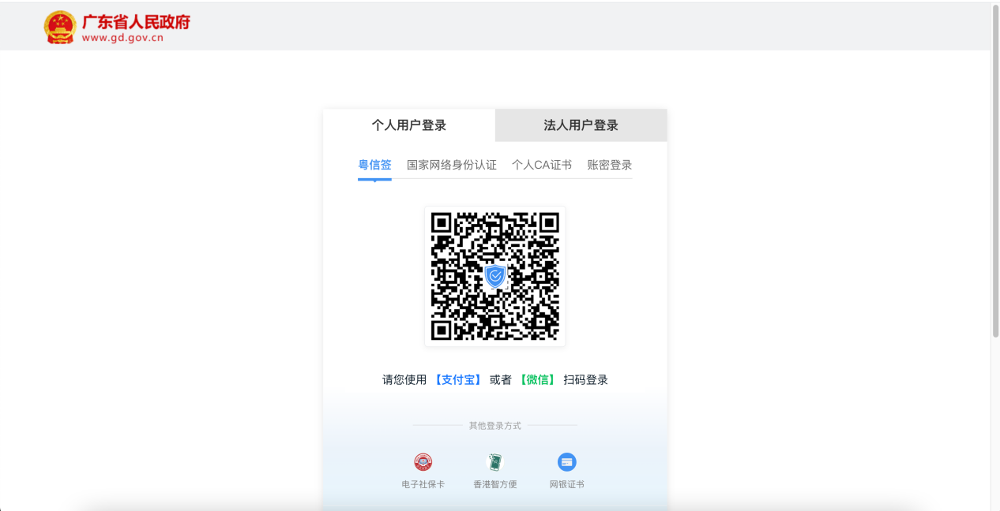 广东省人民政府
www.gd.gov.cn
个人用户登录 法人用户登录
粤信签 国家网络身份认证 个人CA证书 账密登录
请您使用【支付宝】或者【微信】扫码登录
其他登录方式
电子社保卡 香港智方便 网银证书